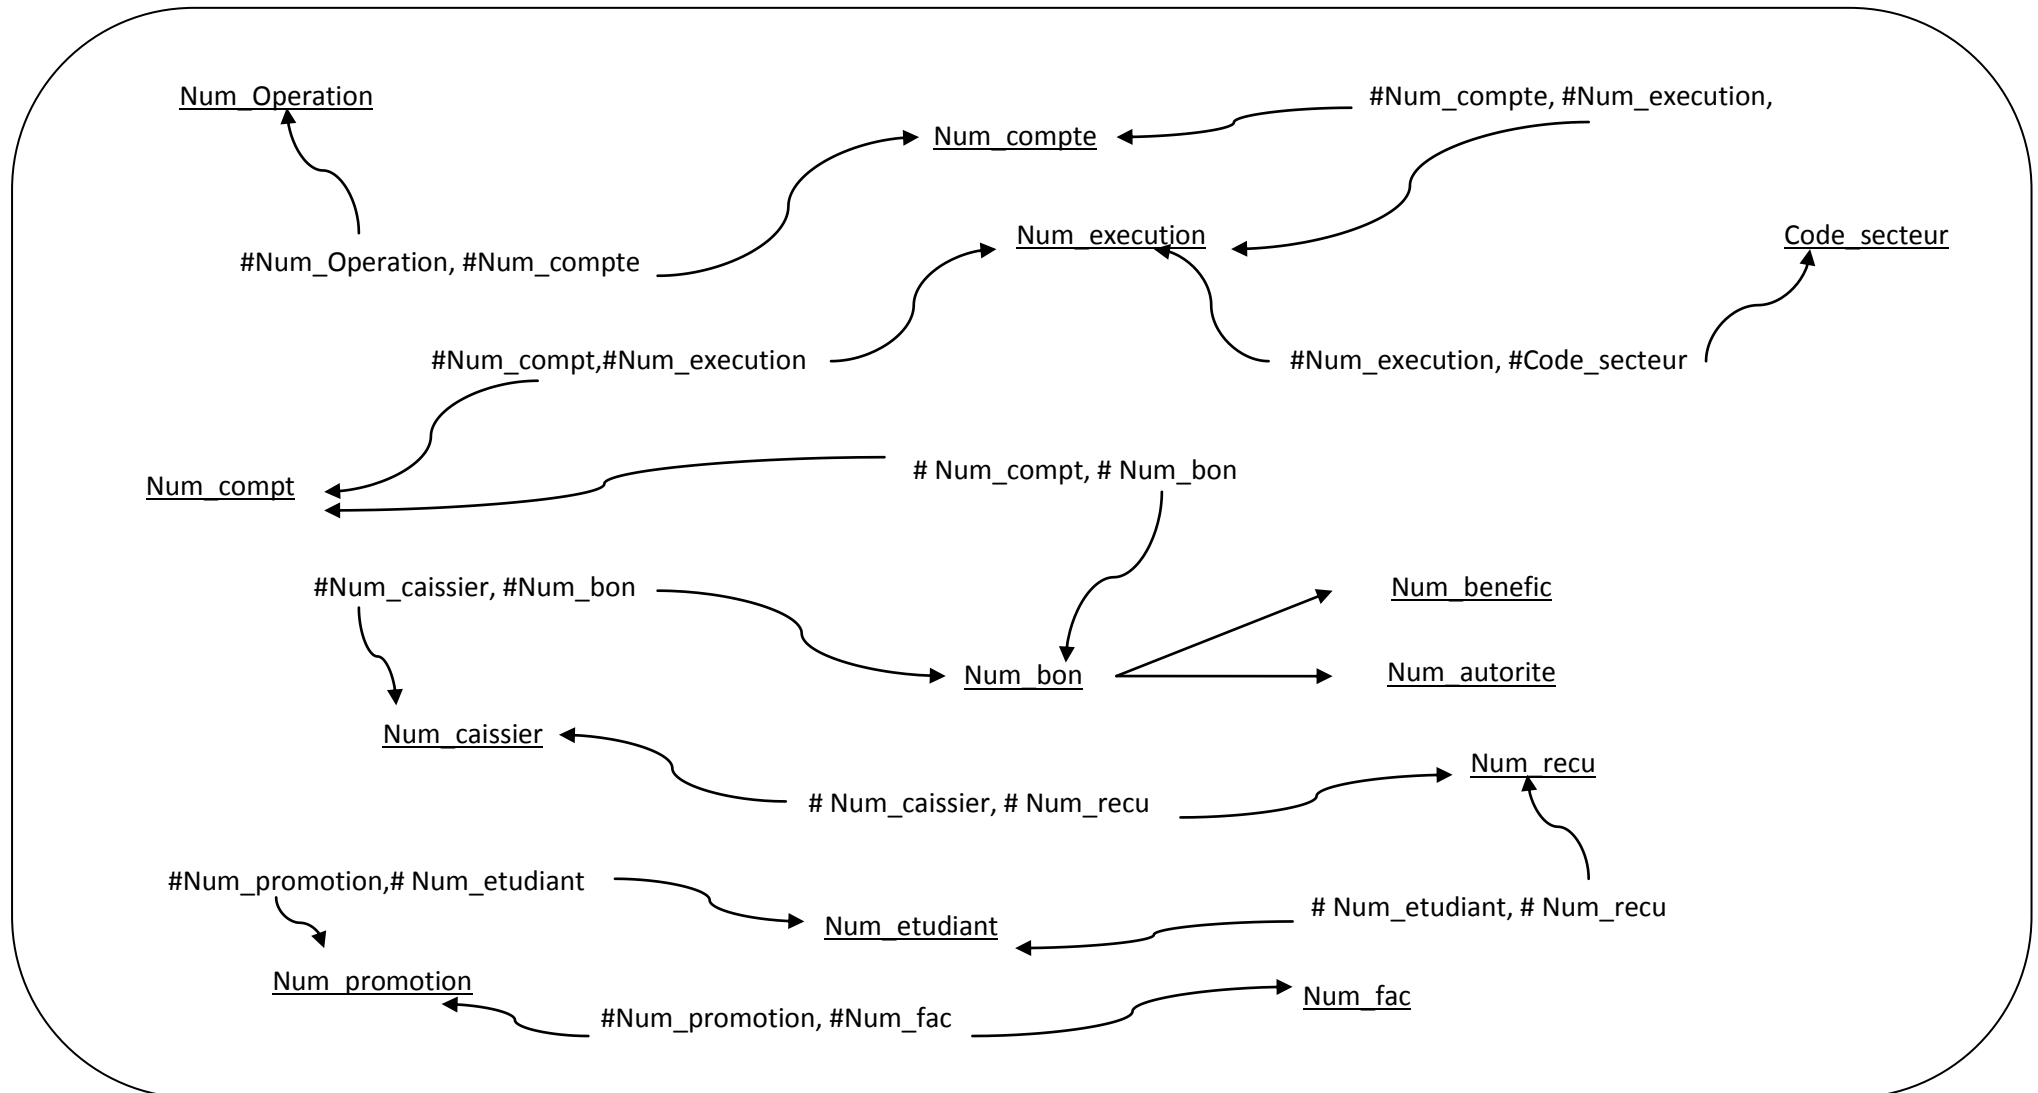 Num_Operation
#Num_compte, #Num_execution,
Num_compte
Num_execution
Code_secteur
#Num_Operation, #Num_compte
#Num_compt,#Num_execution
#Num_execution, #Code_secteur
# Num_compt, # Num_bon
Num_compt
#Num_caissier, #Num_bon
Num_benefic
Num_bon
Num_autorite
Num_caissier
Num_recu
# Num_caissier, # Num_recu
#Num_promotion,# Num_etudiant
# Num_etudiant, # Num_recu
Num_etudiant
Num_promotion
Num_fac
#Num_promotion, #Num_fac